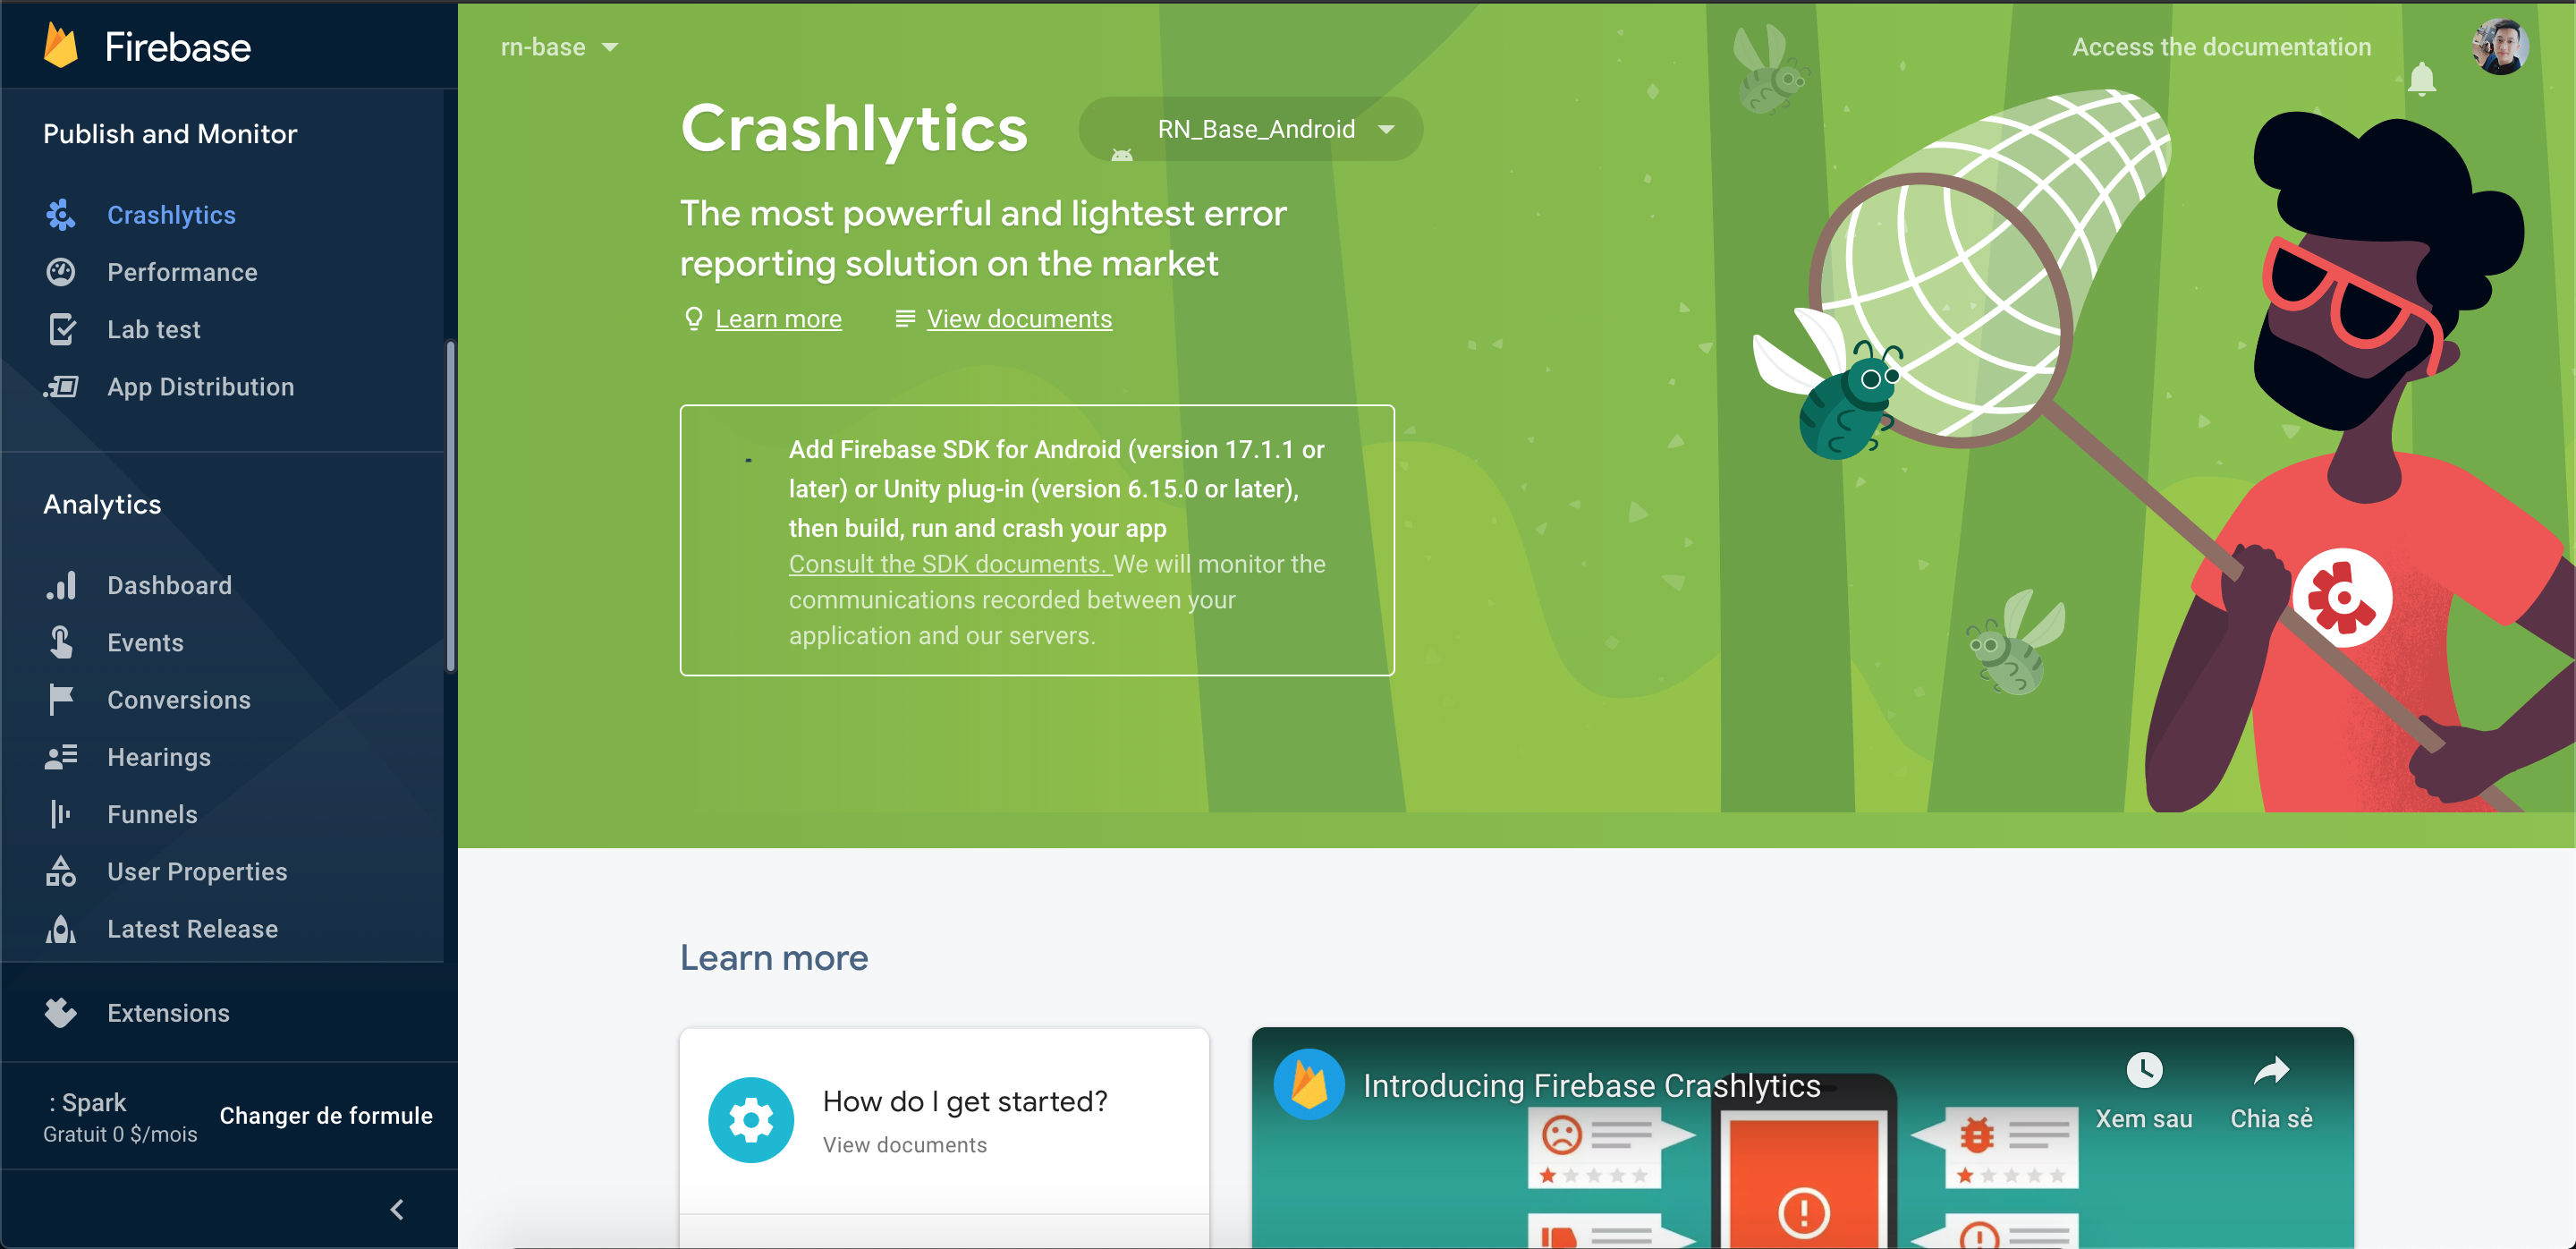 Firebase
Publish and Monitor
Crashlytics
Performance
Lab test
App Distribution
Analytics
Dashboard
Events
Conversions
Hearings
Funnels
User Properties
Latest Release
Extensions
: Spark
Gratuit 0 $/mois
Changer de formule
rn-base
Access the documentation
Crashlytics
RN_Base_Android
The most powerful and lightest error
reporting solution on the market
Learn more
View documents
Add Firebase SDK for Android (version 17.1.1 or
later) or Unity plug-in (version 6.15.0 or later),
then build, run and crash your app
Consult the SDK documents. We will monitor the
communications recorded between your
application and our servers.
Learn more
How do I get started?
View documents
Introducing Firebase Crashlytics
Xem sau
Chia sẻ